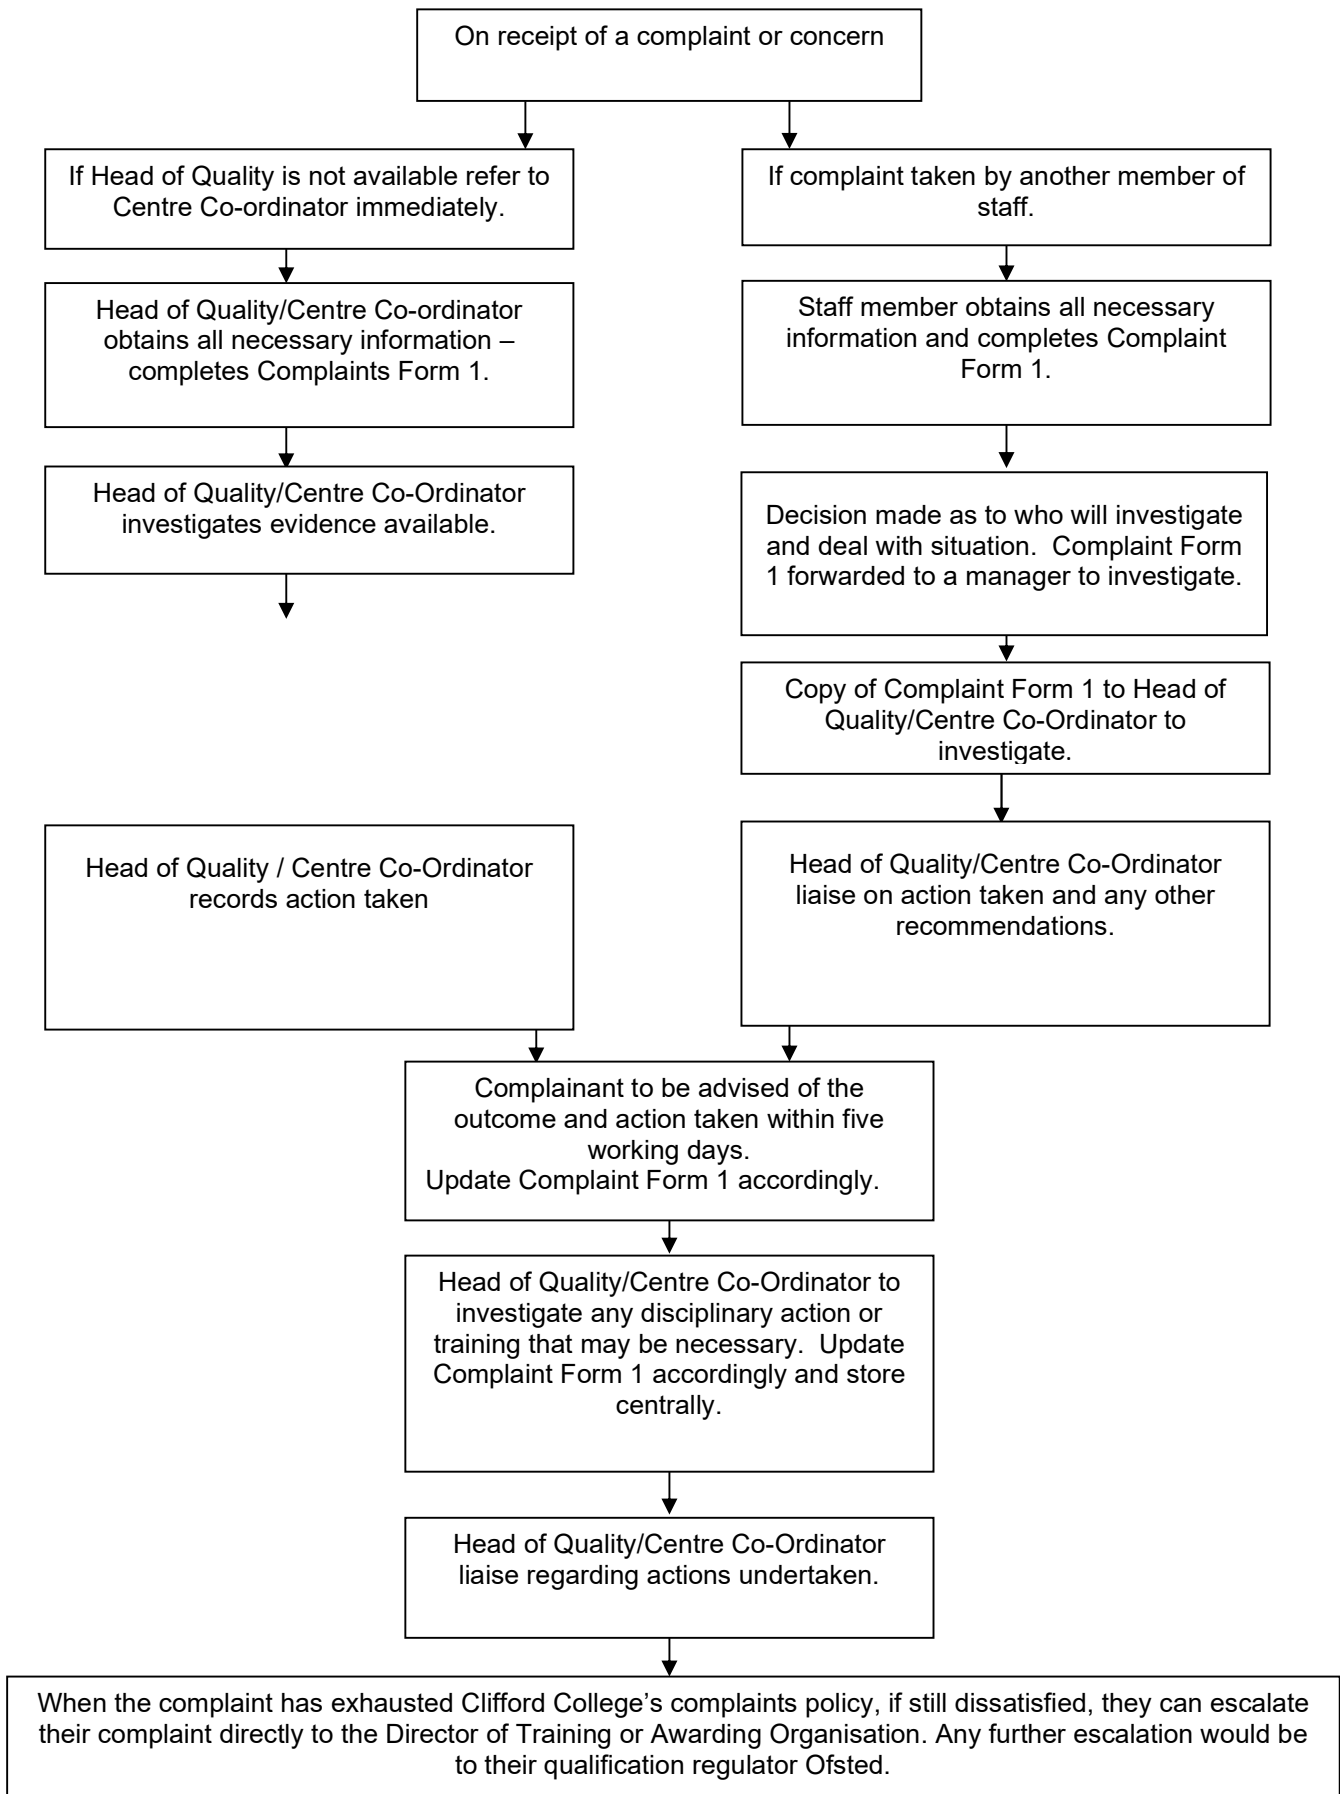 On receipt of a complaint or concern
If Head of Quality is not available refer to
Centre Co-ordinator immediately.
If complaint taken by another member of
staff.
Head of Quality/Centre Co-ordinator
obtains all necessary information –
completes Complaints Form 1.
Staff member obtains all necessary
information and completes Complaint
Form 1.
Head of Quality/Centre Co-Ordinator
investigates evidence available.
Decision made as to who will investigate
and deal with situation.  Complaint Form
1 forwarded to a manager to investigate.
Copy of Complaint Form 1 to Head of
Quality/Centre Co-Ordinator to
investigate.
Head of Quality / Centre Co-Ordinator
records action taken
Head of Quality/Centre Co-Ordinator
liaise on action taken and any other
recommendations.
Complainant to be advised of the
outcome and action taken within five
working days.
Update Complaint Form 1 accordingly.
Head of Quality/Centre Co-Ordinator to
investigate any disciplinary action or
training that may be necessary.  Update
Complaint Form 1 accordingly and store
centrally.
Head of Quality/Centre Co-Ordinator
liaise regarding actions undertaken.
When the complaint has exhausted Clifford College’s complaints policy, if still dissatisfied, they can escalate
their complaint directly to the Director of Training or Awarding Organisation. Any further escalation would be
to their qualification regulator Ofsted.